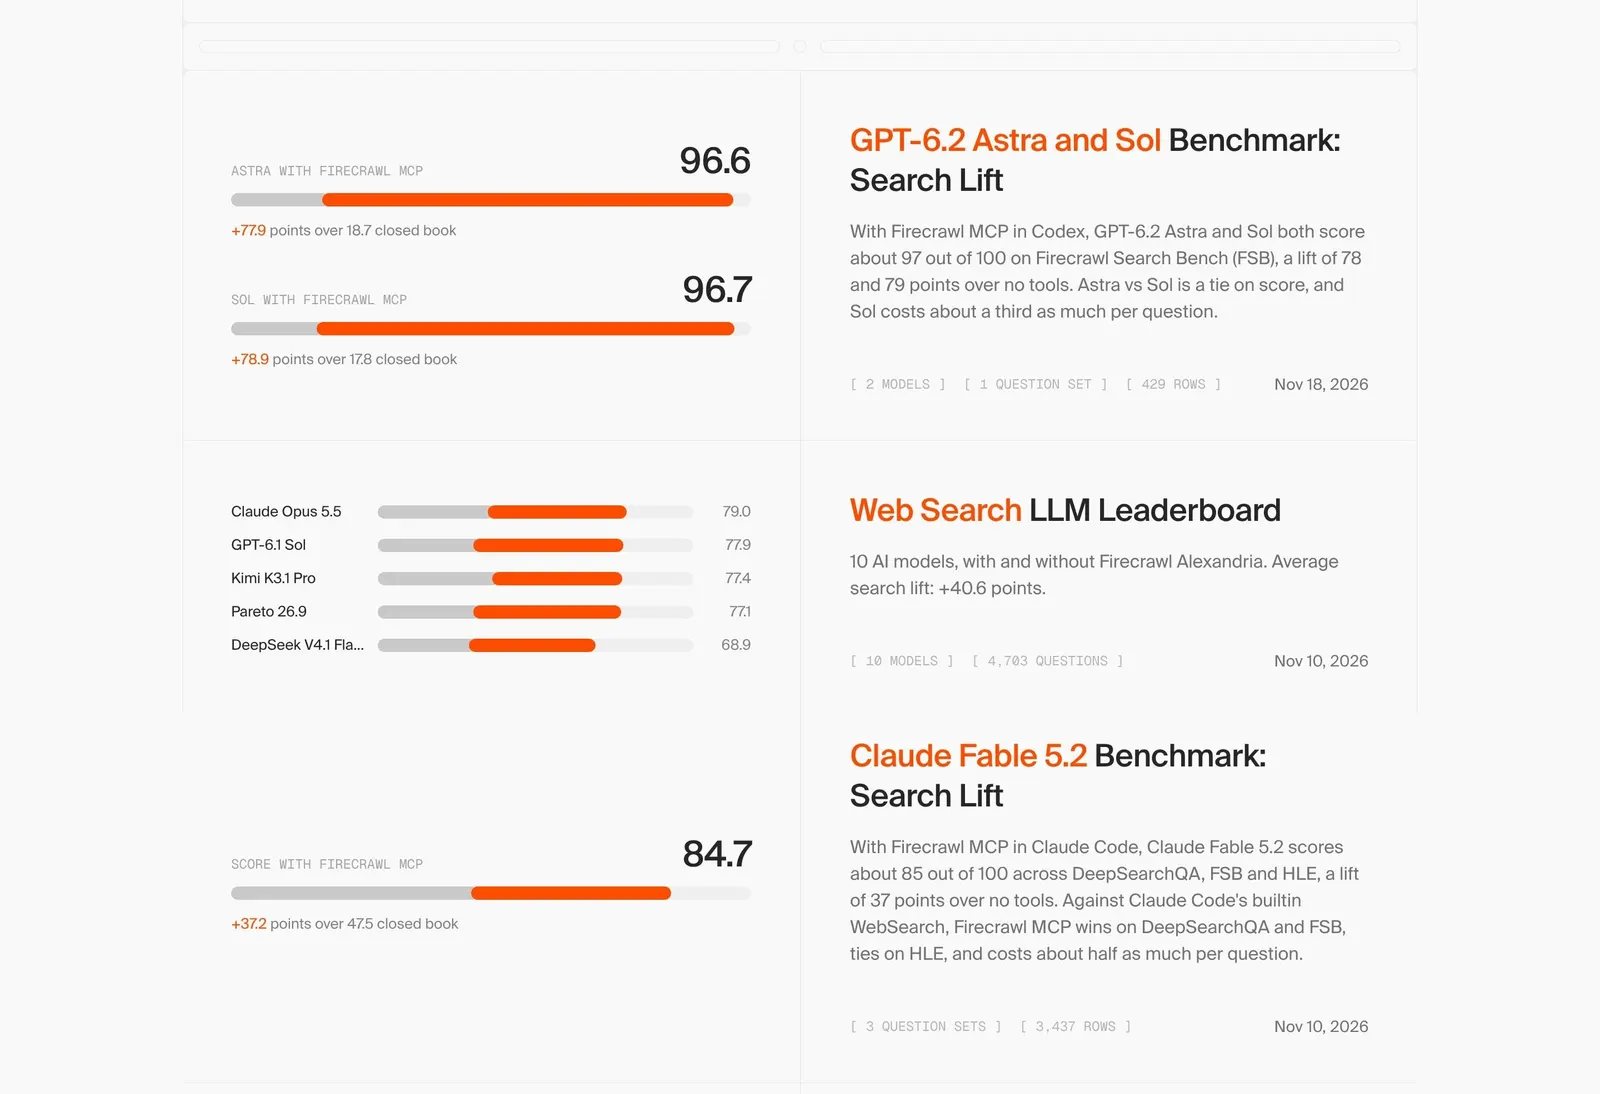 ASTRA WITH FIRECRAWL MCP
96.6
+77.9 points over 18.7 closed book
SOL WITH FIRECRAWL MCP
96.7
+78.9 points over 17.8 closed book
GPT-6.2 Astra and Sol Benchmark:
Search Lift
With Firecrawl MCP in Codex, GPT-6.2 Astra and Sol both score
about 97 out of 100 on Firecrawl Search Bench (FSB), a lift of 78
and 79 points over no tools. Astra vs Sol is a tie on score, and
Sol costs about a third as much per question.
[ 2 MODELS ] [ 1 QUESTION SET ] [ 429 ROWS ] Nov 18, 2026
Claude Opus 5.5 79.0
GPT-6.1 Sol 77.9
Kimi K3.1 Pro 77.4
Pareto 26.9 77.1
DeepSeek V4.1 Fla... 68.9
Web Search LLM Leaderboard
10 AI models, with and without Firecrawl Alexandria. Average
search lift: +40.6 points.
[ 10 MODELS ] [ 4,703 QUESTIONS ] Nov 10, 2026
SCORE WITH FIRECRAWL MCP
84.7
+37.2 points over 47.5 closed book
Claude Fable 5.2 Benchmark:
Search Lift
With Firecrawl MCP in Claude Code, Claude Fable 5.2 scores
about 85 out of 100 across DeepSearchQA, FSB and HLE, a lift
of 37 points over no tools. Against Claude Code's builtin
WebSearch, Firecrawl MCP wins on DeepSearchQA and FSB,
ties on HLE, and costs about half as much per question.
[ 3 QUESTION SETS ] [ 3,437 ROWS ] Nov 10, 2026